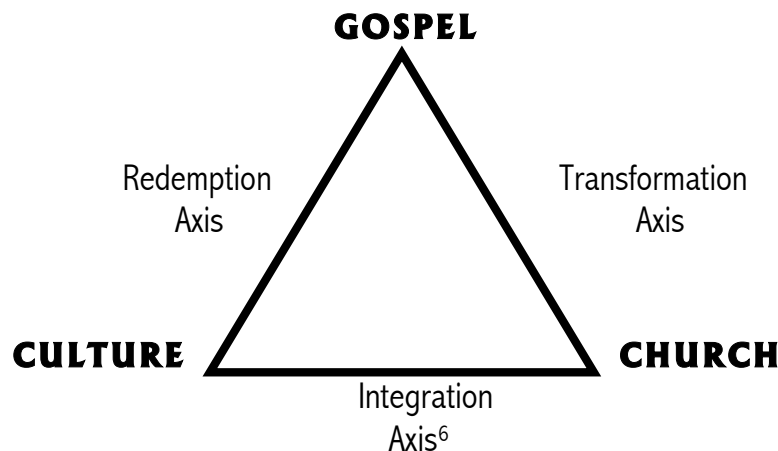 GOSPEL
Redemption
Axis
Transformation
Axis
CULTURE
CHURCH
Integration
Axis⁶